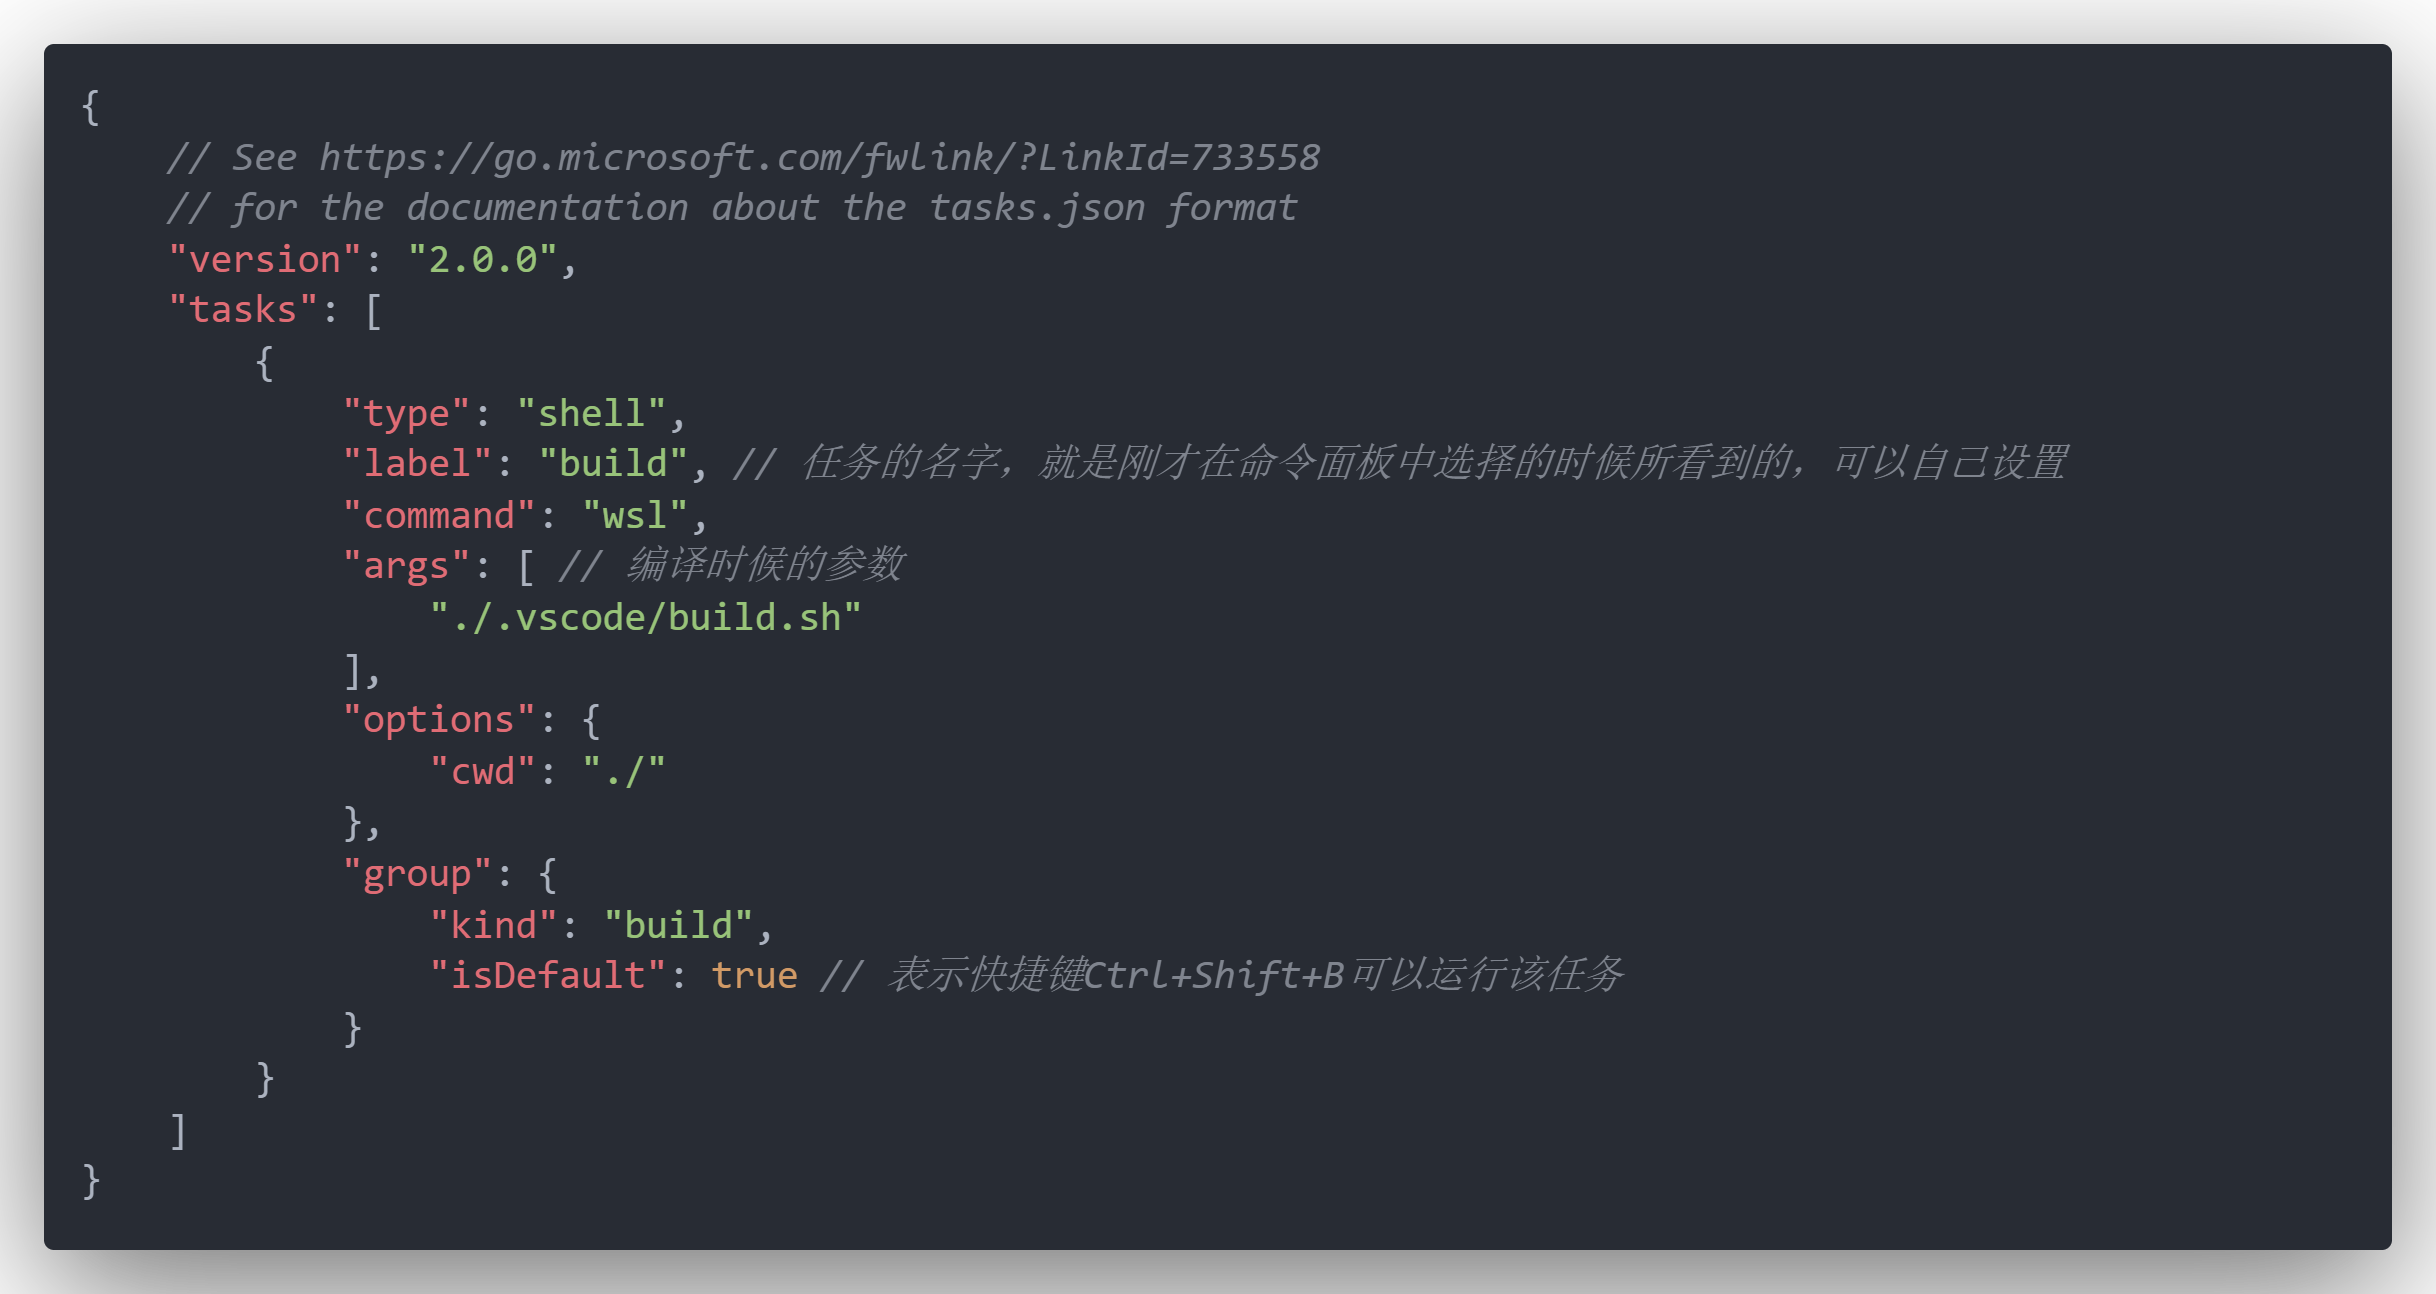 {
    // See https://go.microsoft.com/fwlink/?LinkId=733558
    // for the documentation about the tasks.json format
    "version": "2.0.0",
    "tasks": [
        {
            "type": "shell",
            "label": "build", // 任务的名字，就是刚才在命令面板中选择的时候所看到的，可以自己设置
            "command": "wsl",
            "args": [ // 编译时候的参数
                "./.vscode/build.sh"
            ],
            "options": {
                "cwd": "./"
            },
            "group": {
                "kind": "build",
                "isDefault": true // 表示快捷键Ctrl+Shift+B可以运行该任务
            }
        }
    ]
}